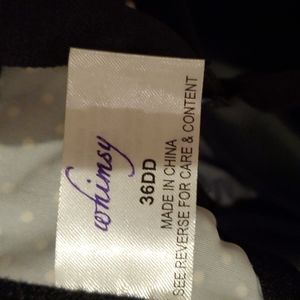 whimsy
36DD
MADE IN CHINA
SEE REVERSE FOR CARE & CONTENT